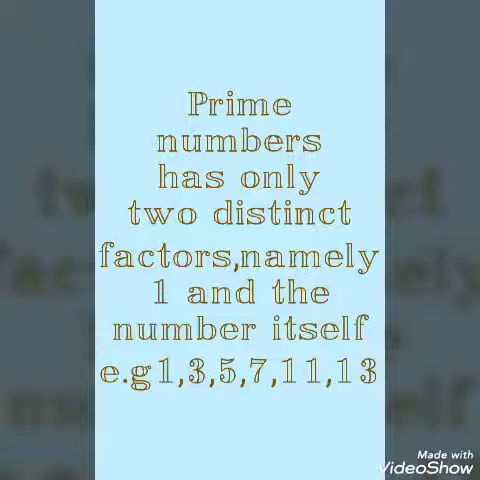 Prime
numbers
has only
two distinct
factors,namely
1 and the
number itself
e.g1,3,5,7,11,13
Made with
VideoShow